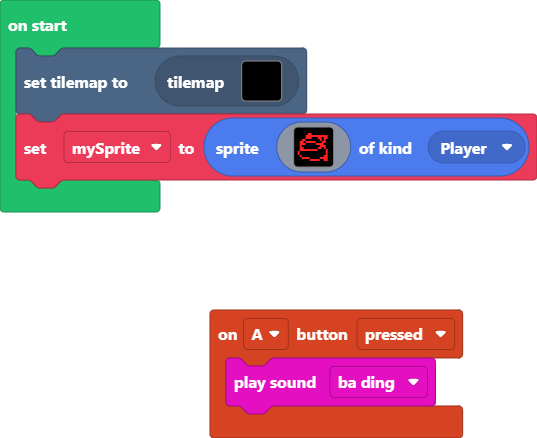 on start
set tilemap to tilemap
set mySprite to sprite of kind Player
on A button pressed
play sound ba ding